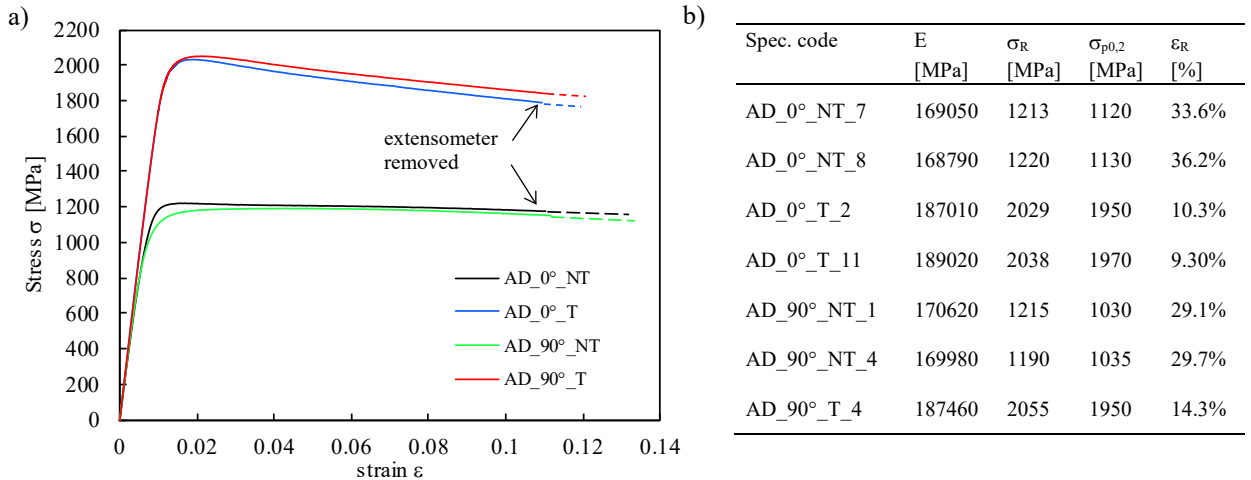 a)
2200
2000
1800
1600
1400
1200
1000
800
600
400
200
0
Stress σ [MPa]
extensometer
removed
AD_0°_NT
AD_0°_T
AD_90°_NT
AD_90°_T
0 0.02 0.04 0.06 0.08 0.1 0.12 0.14
strain ε
b)
Spec. code E σR σp0,2 εR
[MPa] [MPa] [MPa] [%]
AD_0°_NT_7 169050 1213 1120 33.6%
AD_0°_NT_8 168790 1220 1130 36.2%
AD_0°_T_2 187010 2029 1950 10.3%
AD_0°_T_11 189020 2038 1970 9.30%
AD_90°_NT_1 170620 1215 1030 29.1%
AD_90°_NT_4 169980 1190 1035 29.7%
AD_90°_T_4 187460 2055 1950 14.3%